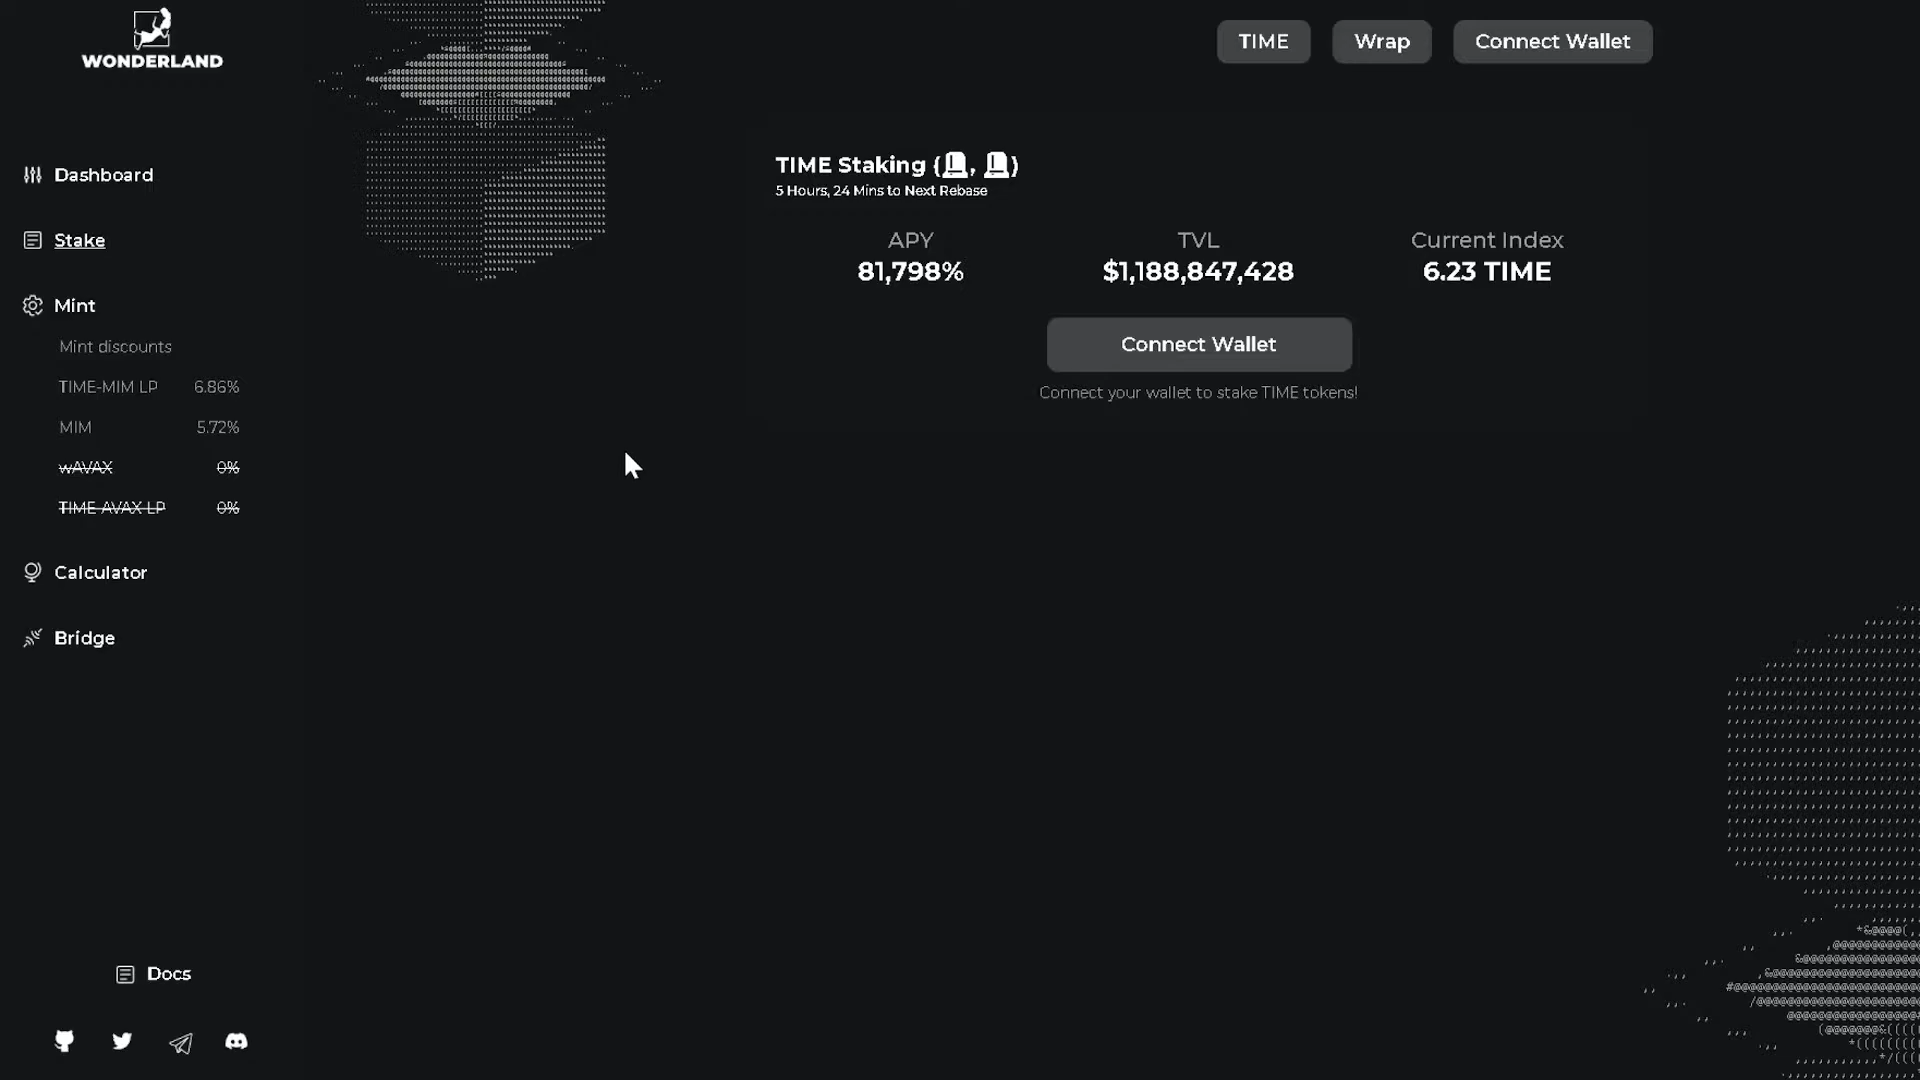 WONDERLAND
TIME
Wrap
Connect Wallet
Dashboard
Stake
Mint
Mint discounts
TIME-MIM LP 6.86%
MIM 5.72%
wAVAX 0%
TIME-AVAX LP 0%
Calculator
Bridge
Docs
TIME Staking (🎩, 🎩)
5 Hours, 24 Mins to Next Rebase
APY
81,798%
TVL
$1,188,847,428
Current Index
6.23 TIME
Connect Wallet
Connect your wallet to stake TIME tokens!